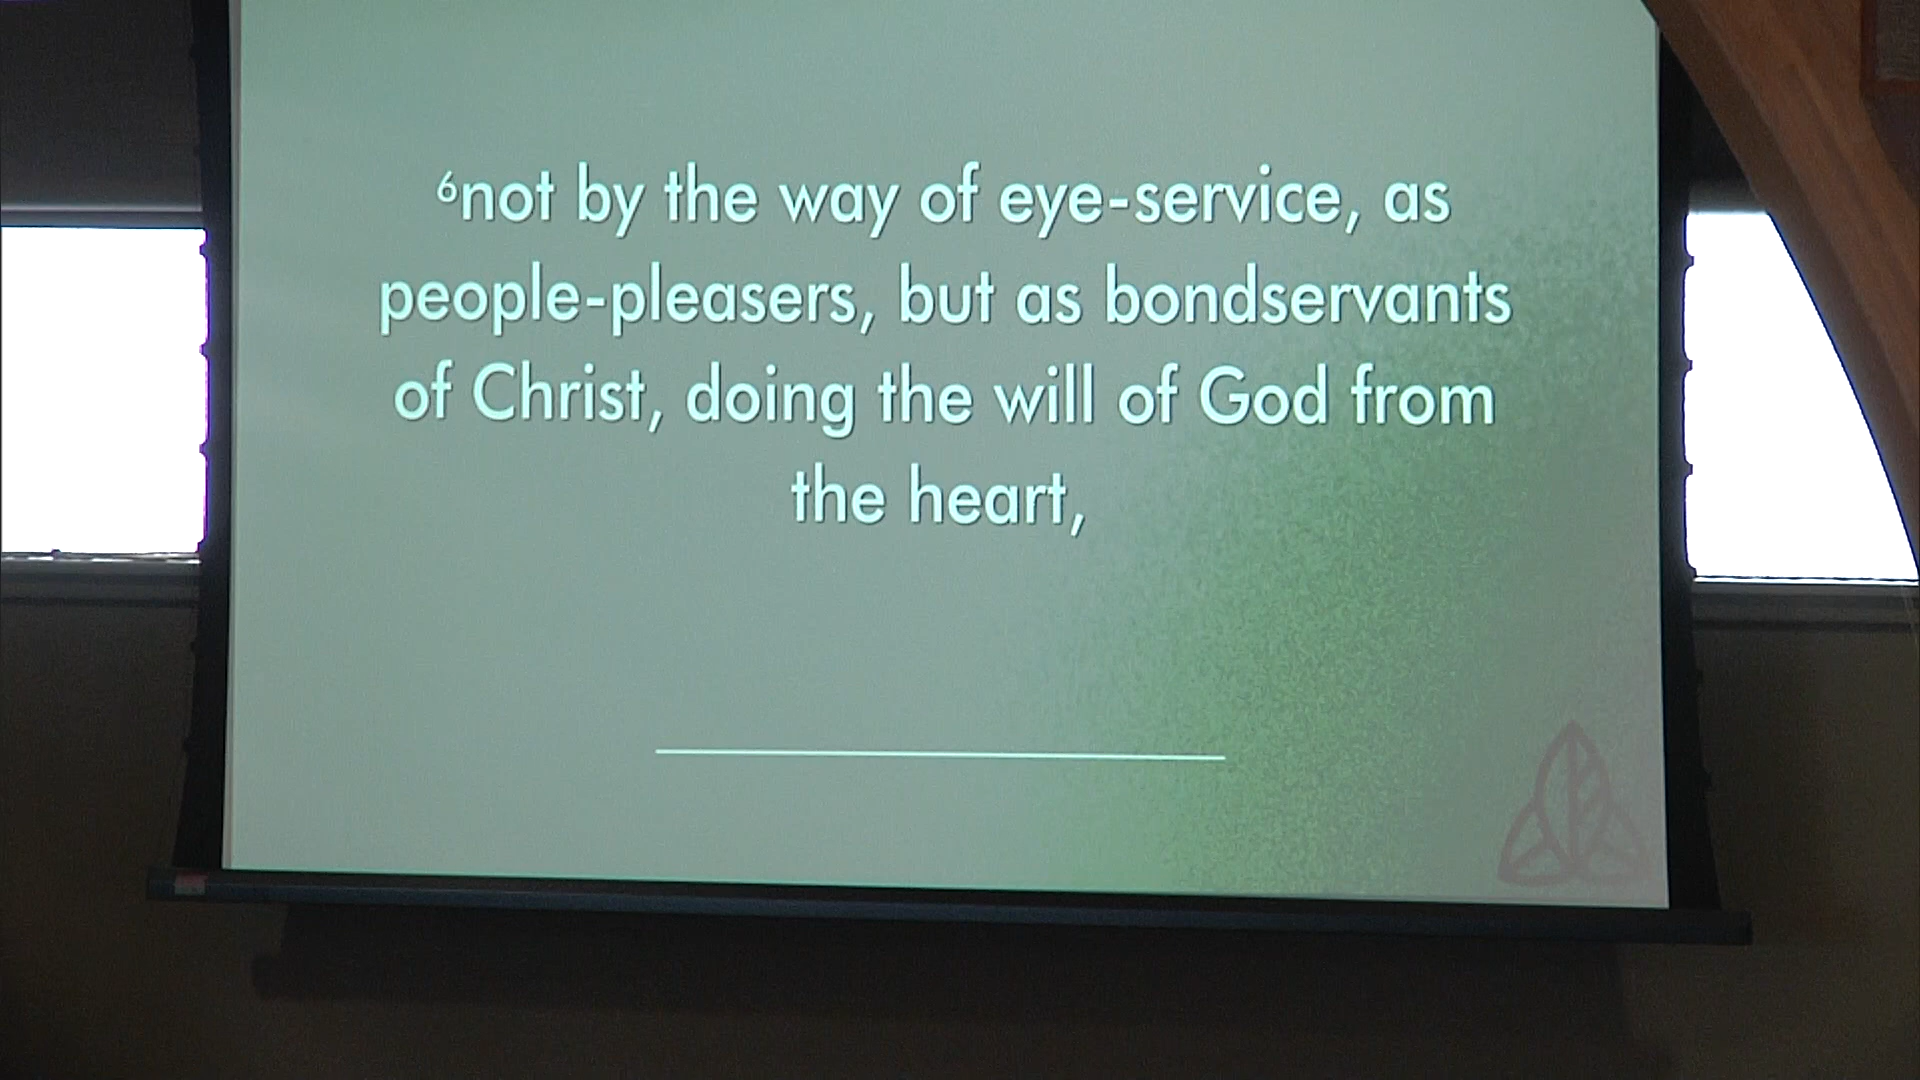 ⁶not by the way of eye-service, as
people-pleasers, but as bondservants
of Christ, doing the will of God from
the heart,